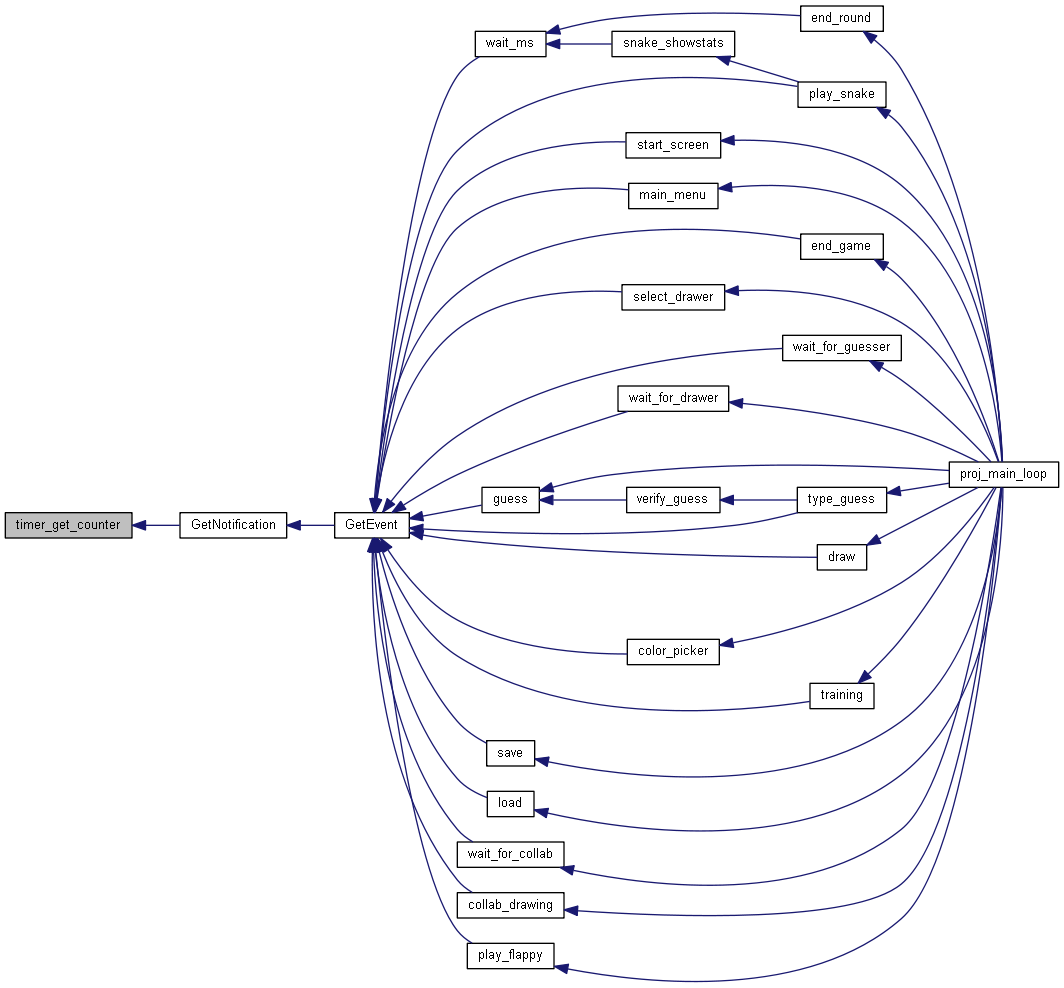 end_round
wait_ms
snake_showstats
play_snake
start_screen
main_menu
end_game
select_drawer
wait_for_guesser
wait_for_drawer
proj_main_loop
guess
verify_guess
type_guess
timer_get_counter
GetNotification
GetEvent
draw
color_picker
training
save
load
wait_for_collab
collab_drawing
play_flappy